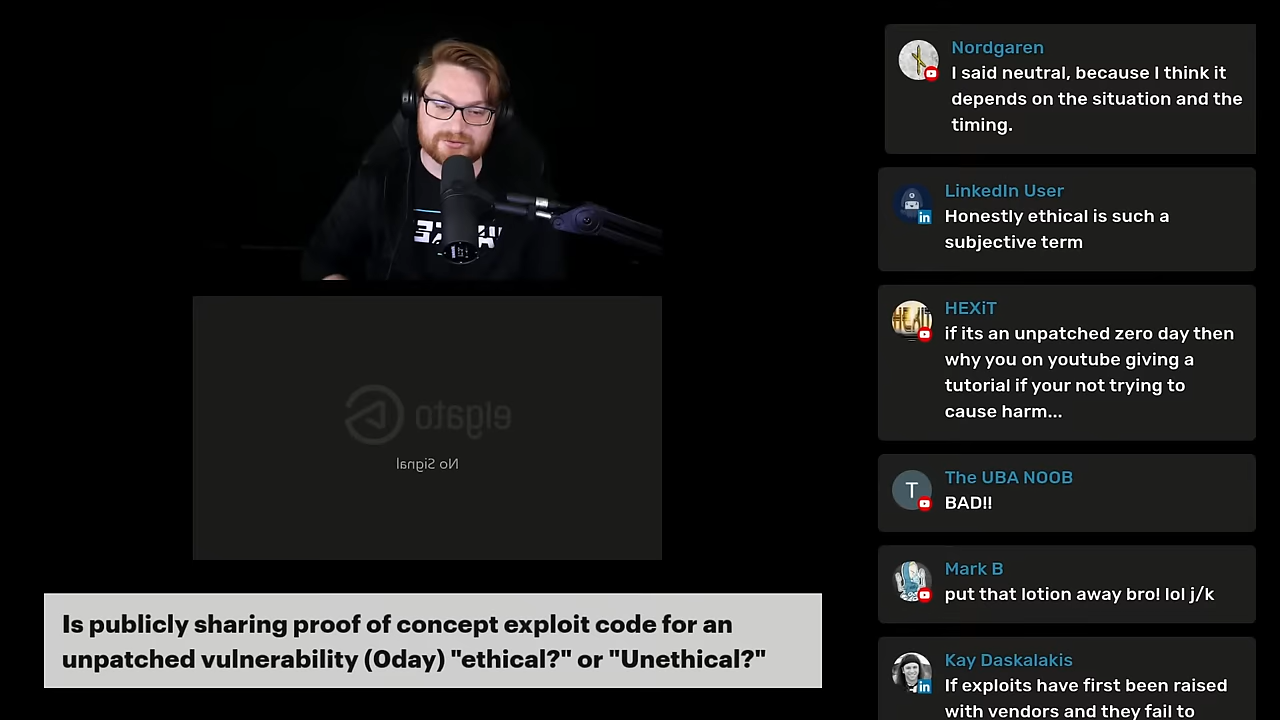 Nordgaren
I said neutral, because I think it
depends on the situation and the
timing.
LinkedIn User
Honestly ethical is such a
subjective term
HEXiT
if its an unpatched zero day then
why you on youtube giving a
tutorial if your not trying to
cause harm...
T
The UBA NOOB
BAD!!
Mark B
put that lotion away bro! lol j/k
Kay Daskalakis
If exploits have first been raised
with vendors and they fail to
elgato
No Signal
Is publicly sharing proof of concept exploit code for an
unpatched vulnerability (0day) "ethical?" or "Unethical?"